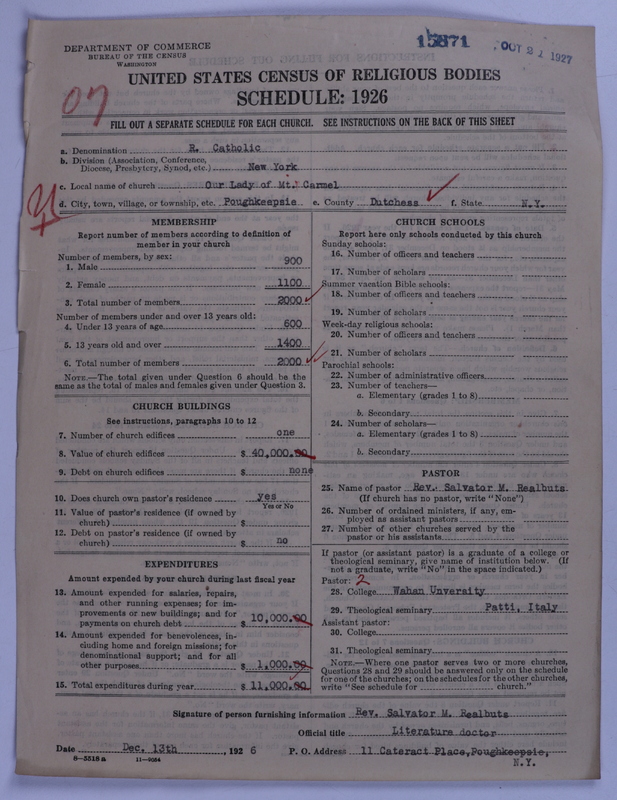 DEPARTMENT OF COMMERCE
BUREAU OF THE CENSUS
WASHINGTON
15871
OCT 21 1927
UNITED STATES CENSUS OF RELIGIOUS BODIES
SCHEDULE: 1926
07
FILL OUT A SEPARATE SCHEDULE FOR EACH CHURCH. SEE INSTRUCTIONS ON THE BACK OF THIS SHEET
a. Denomination R. Catholic
b. Division (Association, Conference,
Diocese, Presbytery, Synod, etc.) New York
c. Local name of church Our Lady of Mt. Carmel
d. City, town, village, or township, etc. Poughkeepsie e. County Dutchess f. State N.Y.
MEMBERSHIP
Report number of members according to definition of
member in your church
Number of members, by sex:
1. Male 900
2. Female 1100
3. Total number of members 2000
Number of members under and over 13 years old:
4. Under 13 years of age 600
5. 13 years old and over 1400
6. Total number of members 2000
NOTE.—The total given under Question 6 should be the
same as the total of males and females given under Question 3.
CHURCH BUILDINGS
See instructions, paragraphs 10 to 12
7. Number of church edifices one
8. Value of church edifices $ 40,000.00
9. Debt on church edifices $ none
10. Does church own pastor's residence yes
Yes or No
11. Value of pastor's residence (if owned by
church) $
12. Debt on pastor's residence (if owned by
church) $ no
EXPENDITURES
Amount expended by your church during last fiscal year
13. Amount expended for salaries, repairs,
and other running expenses; for im-
provements or new buildings; and for
payments on church debt $ 10,000.00
14. Amount expended for benevolences, in-
cluding home and foreign missions; for
denominational support; and for all
other purposes $ 1,000.00
15. Total expenditures during year $ 11,000.00
CHURCH SCHOOLS
Report here only schools conducted by this church
Sunday schools:
16. Number of officers and teachers
17. Number of scholars
Summer vacation Bible schools:
18. Number of officers and teachers
19. Number of scholars
Week-day religious schools:
20. Number of officers and teachers
21. Number of scholars
Parochial schools:
22. Number of administrative officers
23. Number of teachers—
a. Elementary (grades 1 to 8)
b. Secondary
24. Number of scholars—
a. Elementary (grades 1 to 8)
b. Secondary
PASTOR
25. Name of pastor Rev. Salvator M. Realbuts
(If church has no pastor, write "None")
26. Number of ordained ministers, if any, em-
ployed as assistant pastors
27. Number of other churches served by the
pastor or his assistants
If pastor (or assistant pastor) is a graduate of a college or
theological seminary, give name of institution below. (If
not a graduate, write "No" in the space indicated.)
Pastor: 2
28. College Wahan Unversity
29. Theological seminary Patti, Italy
Assistant pastor:
30. College
31. Theological seminary
NOTE.—Where one pastor serves two or more churches,
Questions 28 and 29 should be answered only on the schedule
for one of the churches; on the schedules for the other churches,
write "See schedule for church."
Signature of person furnishing information Rev. Salvator M. Realbuts
Official title Literature doctor
Date Dec. 13th, 1926 P. O. Address 11 Cateract Place, Poughkeepsie,
N.Y.
8—5518 a 11—9064